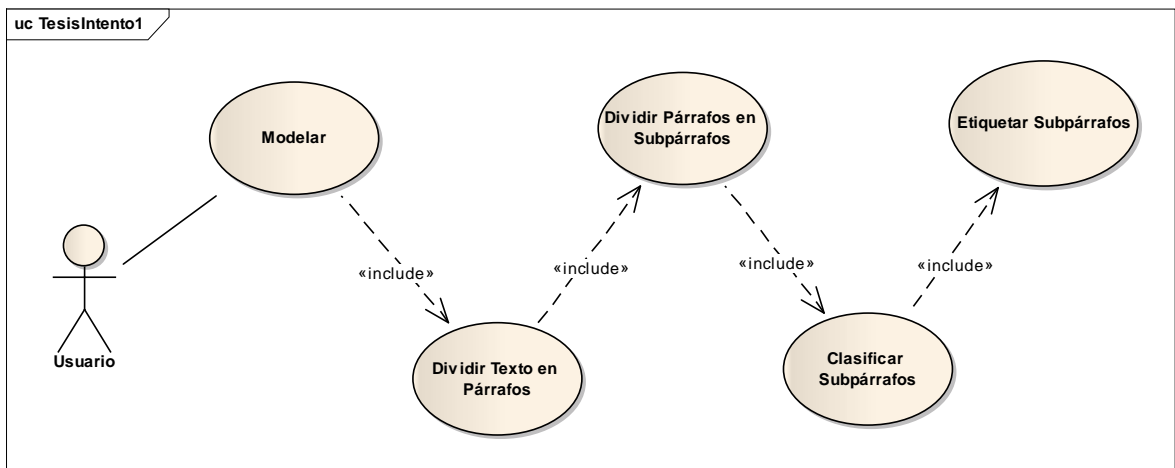 uc TesisIntento1
Modelar
Dividir Párrafos en
Subpárrafos
Etiquetar Subpárrafos
«include»
«include»
«include»
«include»
Usuario
Dividir Texto en
Párrafos
Clasificar
Subpárrafos